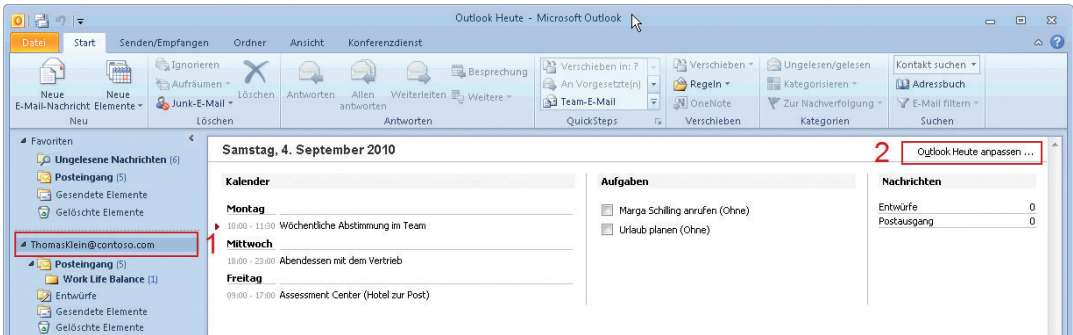 Outlook Heute - Microsoft Outlook
Datei Start Senden/Empfangen Ordner Ansicht Konferenzdienst
Neue E-Mail-Nachricht
Neue Elemente
Neu
Ignorieren
Aufräumen
Junk-E-Mail
Löschen
Löschen
Antworten
Allen antworten
Weiterleiten
Besprechung
Weitere
Antworten
Verschieben in: ?
An Vorgesetzte(n)
Team-E-Mail
QuickSteps
Verschieben
Regeln
OneNote
Verschieben
Ungelesen/gelesen
Kategorisieren
Zur Nachverfolgung
Kategorien
Kontakt suchen
Adressbuch
E-Mail filtern
Suchen
Favoriten
Ungelesene Nachrichten (6)
Posteingang (5)
Gesendete Elemente
Gelöschte Elemente
ThomasKlein@contoso.com
1
Posteingang (5)
Work Life Balance (1)
Entwürfe
Gesendete Elemente
Gelöschte Elemente
Samstag, 4. September 2010
2
Outlook Heute anpassen ...
Kalender
Montag
10:00 - 11:30 Wöchentliche Abstimmung im Team
Mittwoch
18:00 - 23:00 Abendessen mit dem Vertrieb
Freitag
09:00 - 17:00 Assessment Center (Hotel zur Post)
Aufgaben
Marga Schilling anrufen (Ohne)
Urlaub planen (Ohne)
Nachrichten
Entwürfe 0
Postausgang 0